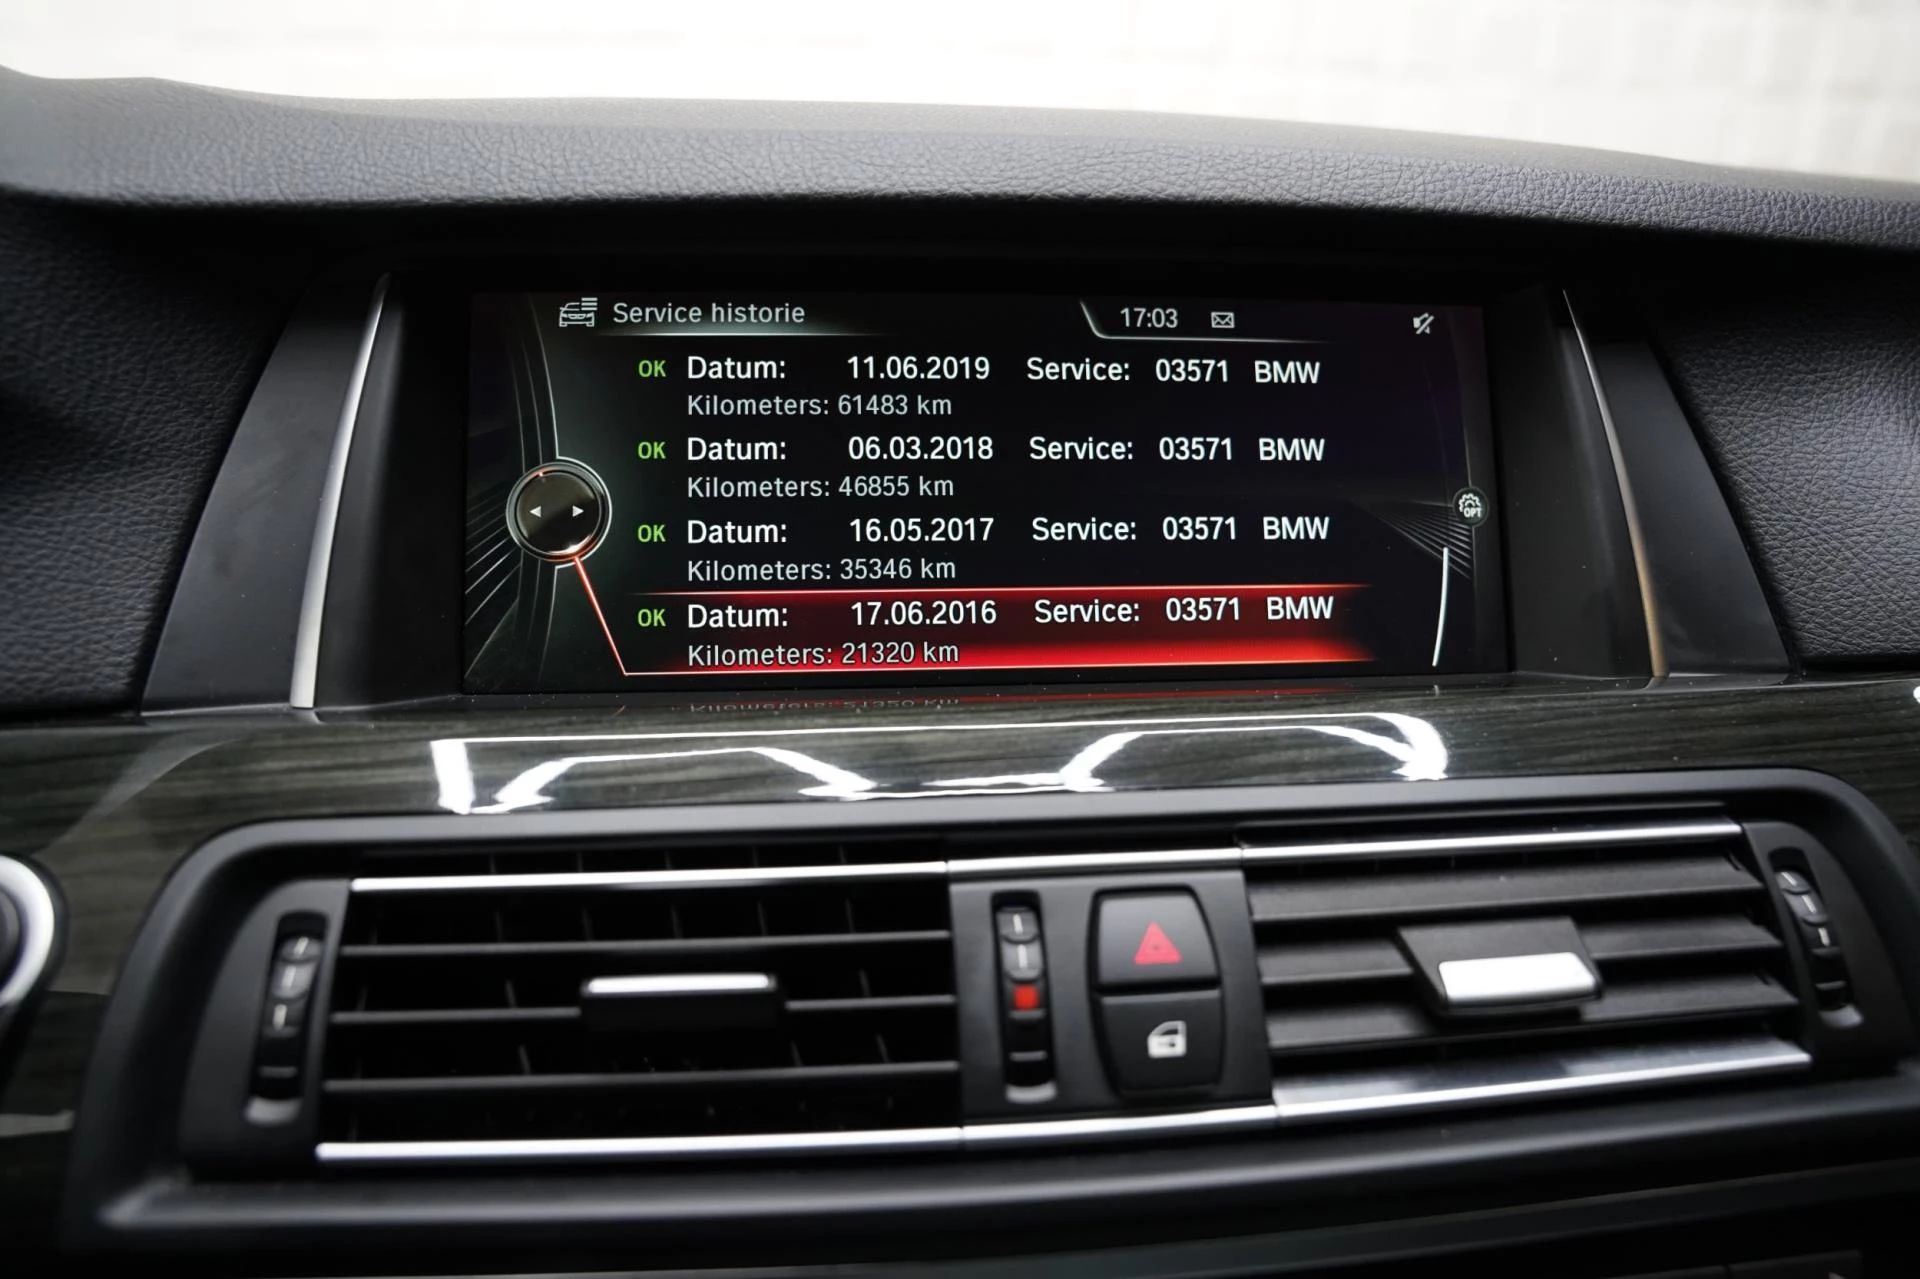 Service historie 17:03
OK Datum: 11.06.2019 Service: 03571 BMW
Kilometers: 61483 km
OK Datum: 06.03.2018 Service: 03571 BMW
Kilometers: 46855 km
OK Datum: 16.05.2017 Service: 03571 BMW
Kilometers: 35346 km
OPT
OK Datum: 17.06.2016 Service: 03571 BMW
Kilometers: 21320 km